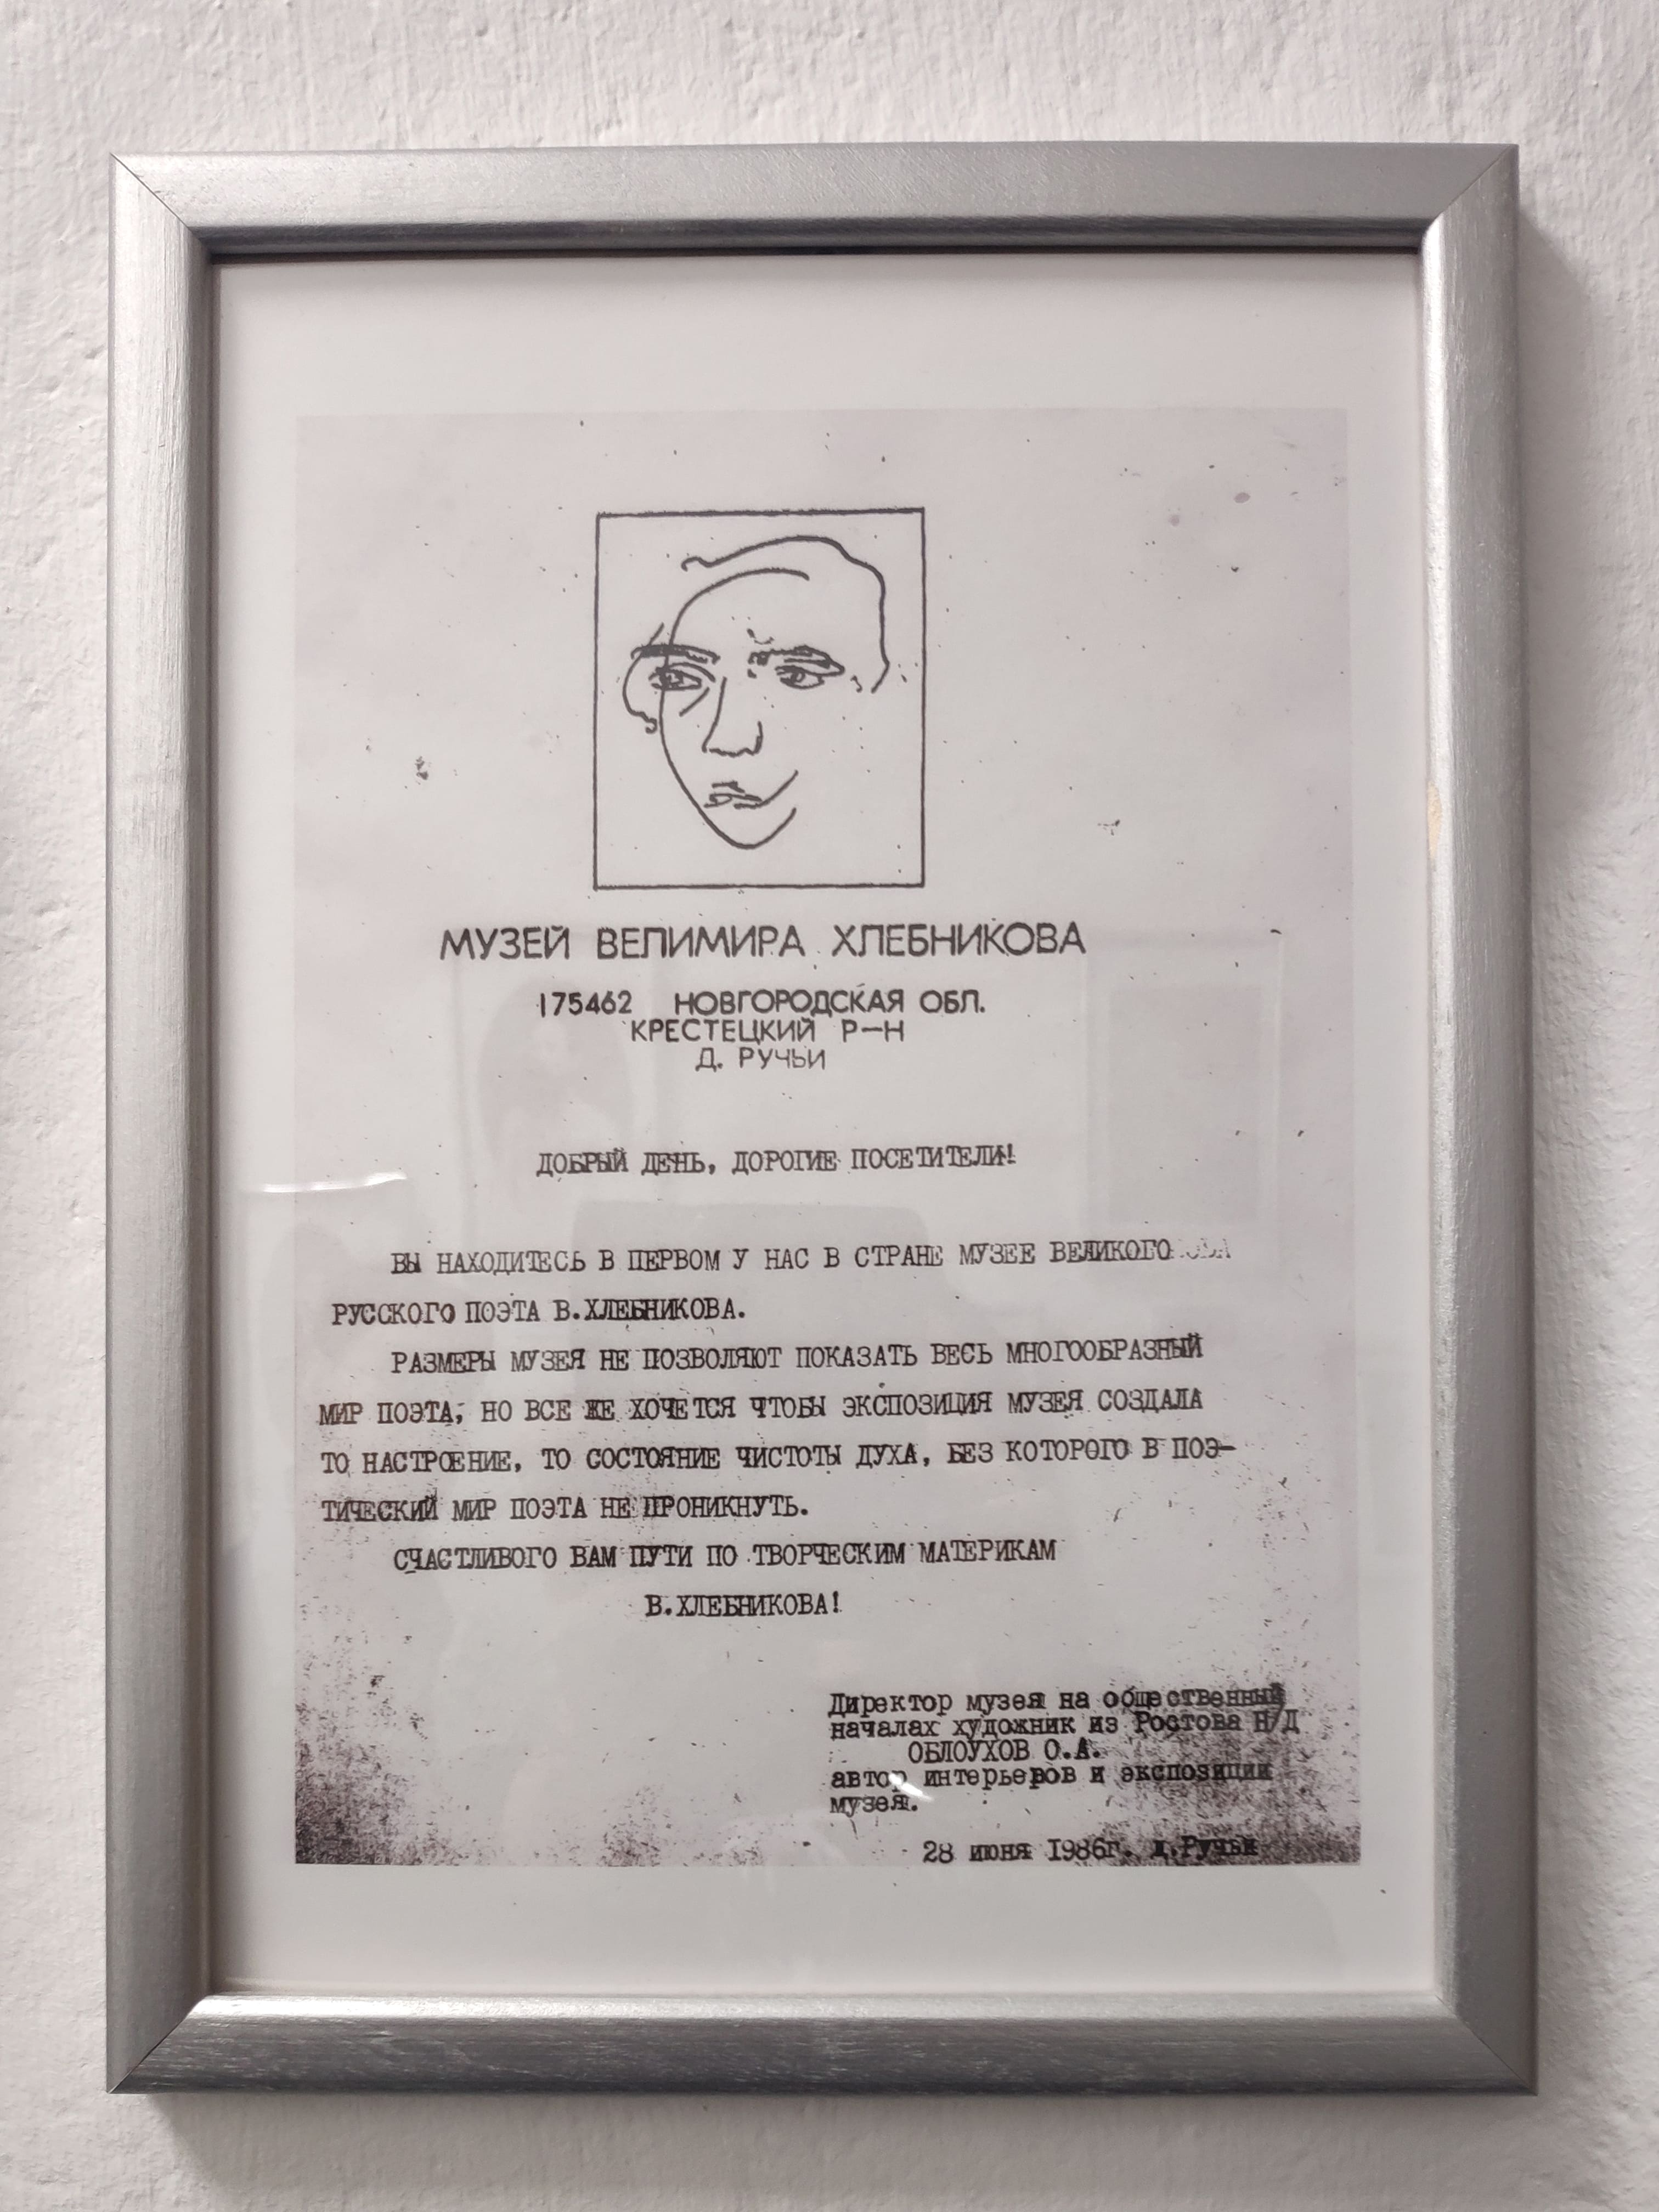 МУЗЕЙ ВЕЛИМИРА ХЛЕБНИКОВА
175462 НОВГОРОДСКАЯ ОБЛ.
КРЕСТЕЦКИЙ Р-Н
Д. РУЧЬИ
ДОБРЫЙ ДЕНЬ, ДОРОГИЕ ПОСЕТИТЕЛИ!
ВЫ НАХОДИТЕСЬ В ПЕРВОМ У НАС В СТРАНЕ МУЗЕЕ ВЕЛИКОГО
РУССКОГО ПОЭТА В.ХЛЕБНИКОВА.
РАЗМЕРЫ МУЗЕЯ НЕ ПОЗВОЛЯЮТ ПОКАЗАТЬ ВЕСЬ МНОГООБРАЗНЫЙ
МИР ПОЭТА, НО ВСЕ ЖЕ ХОЧЕТСЯ ЧТОБЫ ЭКСПОЗИЦИЯ МУЗЕЯ СОЗДАЛА
ТО НАСТРОЕНИЕ, ТО СОСТОЯНИЕ ЧИСТОТЫ ДУХА, БЕЗ КОТОРОГО В ПОЭ-
ТИЧЕСКИЙ МИР ПОЭТА НЕ ПРОНИКНУТЬ.
СЧАСТЛИВОГО ВАМ ПУТИ ПО ТВОРЧЕСКИМ МАТЕРИКАМ
В.ХЛЕБНИКОВА!
Директор музея на общественный
началах художник из Ростова Н/Д
ОБЛОУХОВ О.А.
автор интерьеров и экспозиции
музея.
28 июня 1986г. д.Ручьи